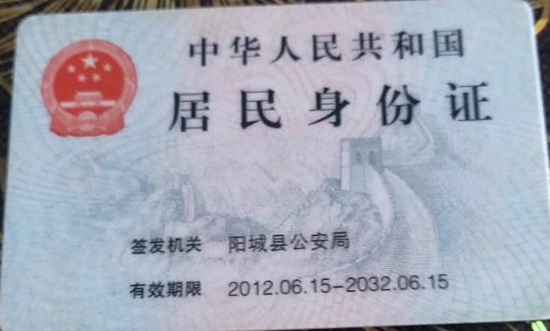 中华人民共和国
居民身份证
签发机关 阳城县公安局
有效期限 2012.06.15-2032.06.15